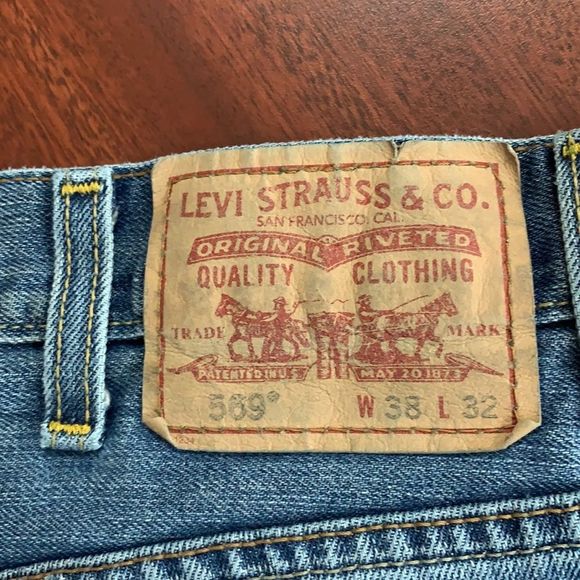 LEVI STRAUSS & CO.
SAN FRANCISCO, CAL.
ORIGINAL RIVETED
QUALITY CLOTHING
TRADE MARK
PATENTED IN U.S. MAY 20 1873
569® W 38 L 32